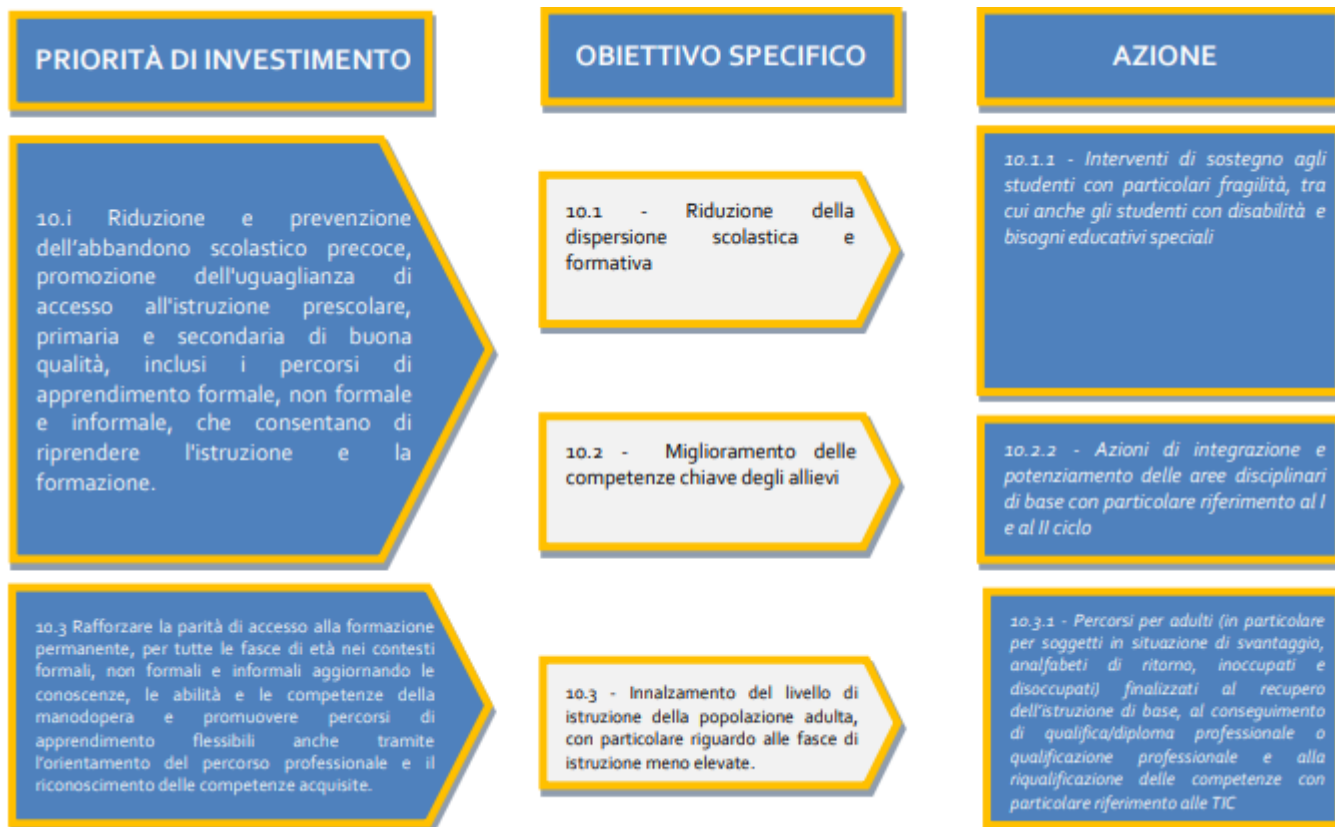 PRIORITÀ DI INVESTIMENTO
OBIETTIVO SPECIFICO
AZIONE
10.i Riduzione e prevenzione
dell'abbandono scolastico precoce,
promozione dell'uguaglianza di
accesso all'istruzione prescolare,
primaria e secondaria di buona
qualità, inclusi i percorsi di
apprendimento formale, non formale
e informale, che consentano di
riprendere l'istruzione e la
formazione.
10.1 - Riduzione della
dispersione scolastica e
formativa
10.1.1 - Interventi di sostegno agli
studenti con particolari fragilità, tra
cui anche gli studenti con disabilità e
bisogni educativi speciali
10.2 - Miglioramento delle
competenze chiave degli allievi
10.2.2 - Azioni di integrazione e
potenziamento delle aree disciplinari
di base con particolare riferimento al I
e al II ciclo
10.3 Rafforzare la parità di accesso alla formazione
permanente, per tutte le fasce di età nei contesti
formali, non formali e informali aggiornando le
conoscenze, le abilità e le competenze della
manodopera e promuovere percorsi di
apprendimento flessibili anche tramite
l'orientamento del percorso professionale e il
riconoscimento delle competenze acquisite.
10.3 - Innalzamento del livello di
istruzione della popolazione adulta,
con particolare riguardo alle fasce di
istruzione meno elevate.
10.3.1 - Percorsi per adulti (in particolare
per soggetti in situazione di svantaggio,
analfabeti di ritorno, inoccupati e
disoccupati) finalizzati al recupero
dell'istruzione di base, al conseguimento
di qualifica/diploma professionale o
qualificazione professionale e alla
riqualificazione delle competenze con
particolare riferimento alle TIC